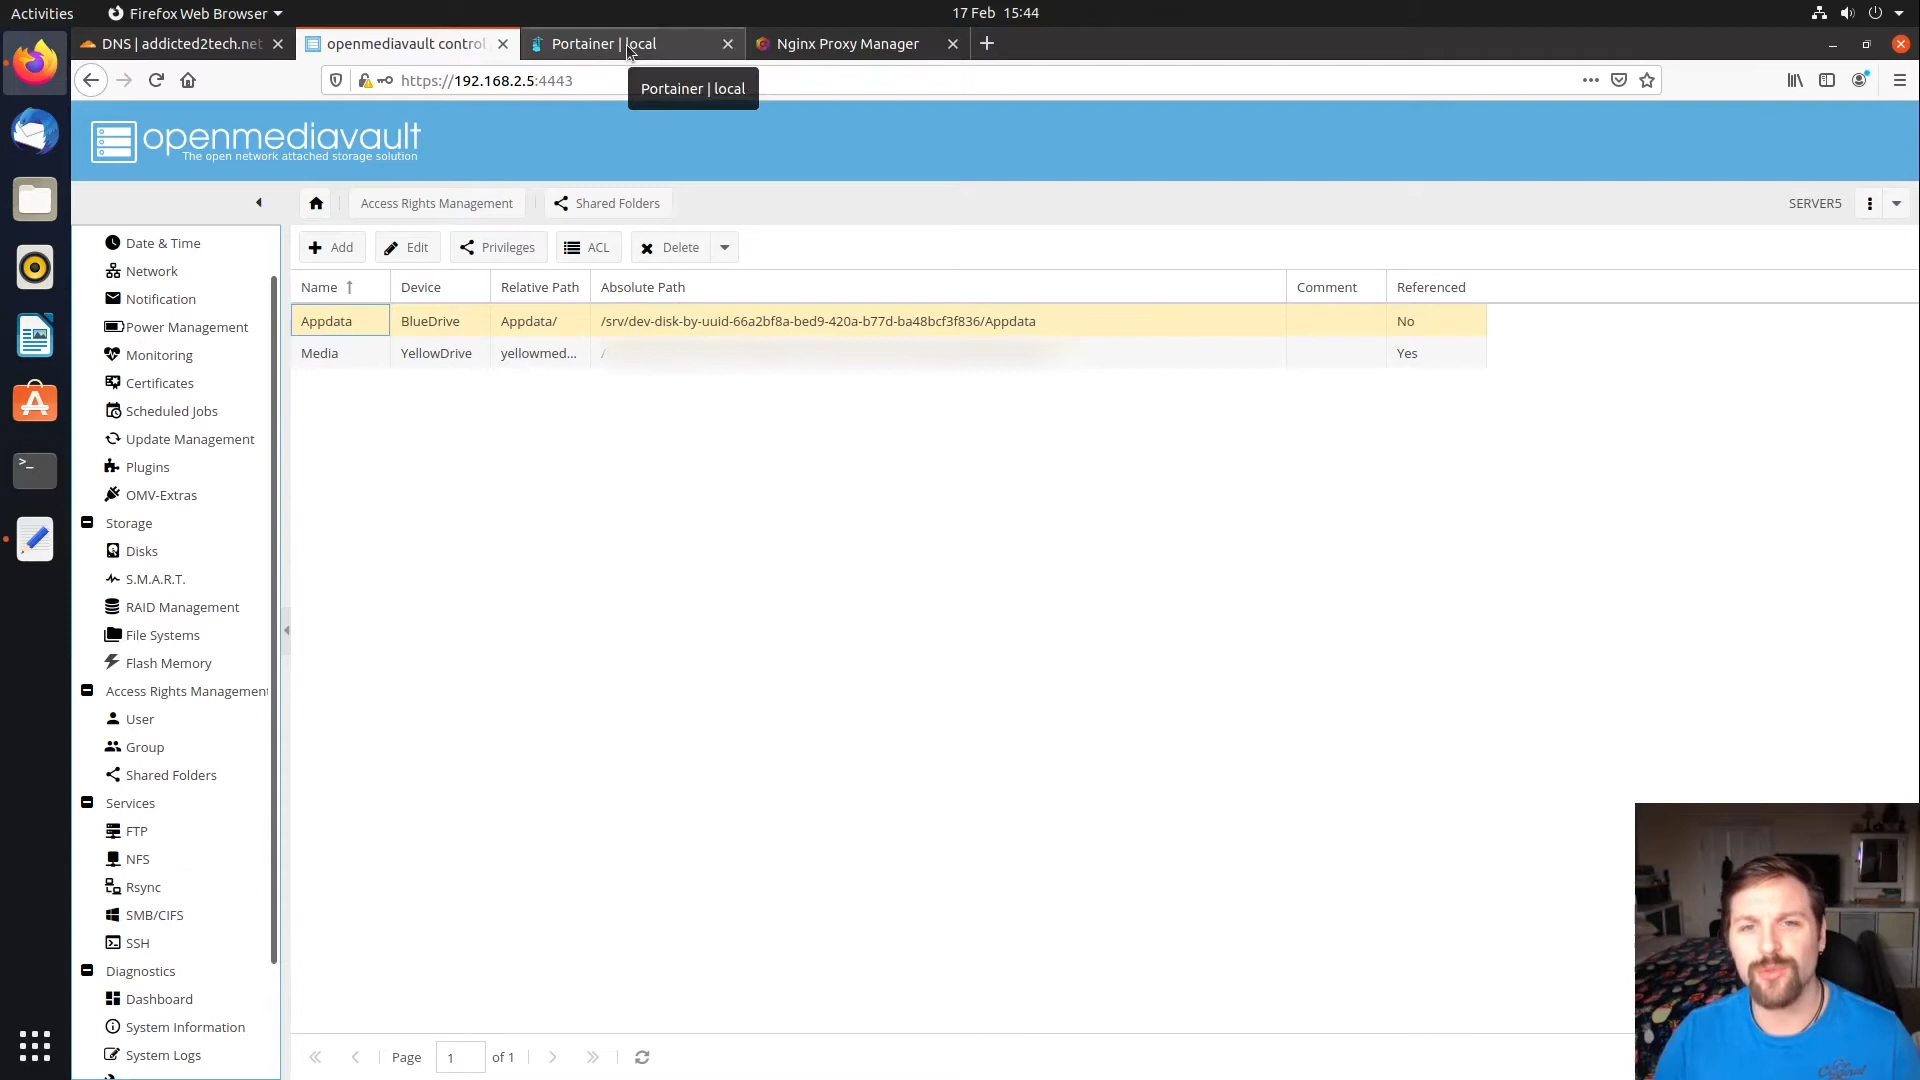 Activities
Firefox Web Browser
17 Feb 15:44
DNS | addicted2tech.net
openmediavault control
Portainer | local
Nginx Proxy Manager
https://192.168.2.5:4443
Portainer | local
openmediavault
The open network attached storage solution
Access Rights Management
Shared Folders
SERVER5
Date & Time
Network
Notification
Power Management
Monitoring
Certificates
Scheduled Jobs
Update Management
Plugins
OMV-Extras
Storage
Disks
S.M.A.R.T.
RAID Management
File Systems
Flash Memory
Access Rights Management
User
Group
Shared Folders
Services
FTP
NFS
Rsync
SMB/CIFS
SSH
Diagnostics
Dashboard
System Information
System Logs
Add
Edit
Privileges
ACL
Delete
Name
Device
Relative Path
Absolute Path
Comment
Referenced
Appdata
BlueDrive
Appdata/
/srv/dev-disk-by-uuid-66a2bf8a-bed9-420a-b77d-ba48bcf3f836/Appdata
No
Media
YellowDrive
yellowmed...
/
Yes
Page
1
of 1